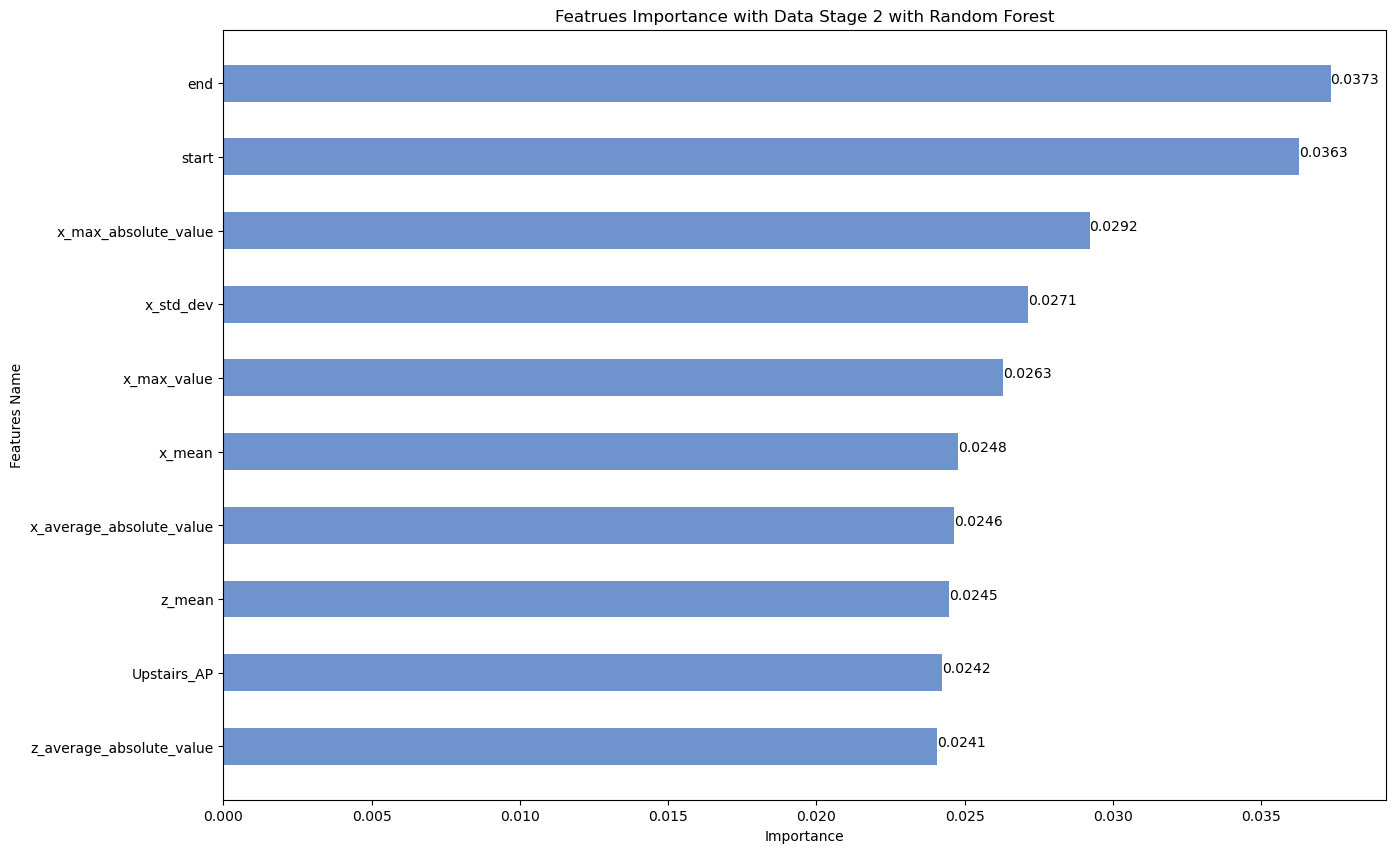 Featrues Importance with Data Stage 2 with Random Forest
Features Name
end
0.0373
start
0.0363
x_max_absolute_value
0.0292
x_std_dev
0.0271
x_max_value
0.0263
x_mean
0.0248
x_average_absolute_value
0.0246
z_mean
0.0245
Upstairs_AP
0.0242
z_average_absolute_value
0.0241
0.000 0.005 0.010 0.015 0.020 0.025 0.030 0.035
Importance